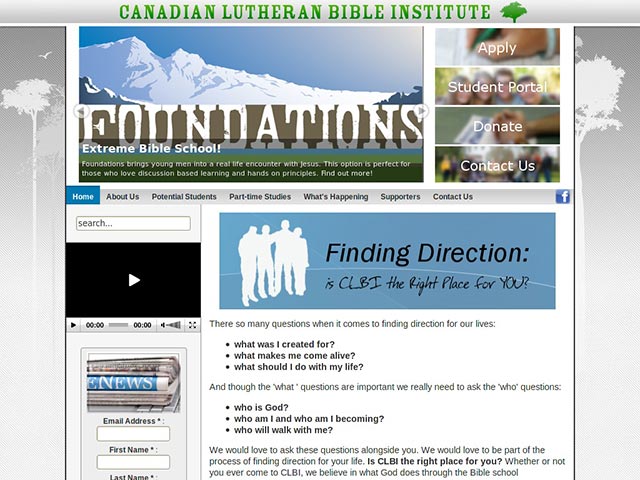 CANADIAN LUTHERAN BIBLE INSTITUTE
FOUNDATIONS
Extreme Bible School!
Foundations brings young men into a real life encounter with Jesus. This option is perfect for
those who love discussion based learning and hands on principles. Find out more!
Apply
Student Portal
Donate
Contact Us
Home
About Us
Potential Students
Part-time Studies
What's Happening
Supporters
Contact Us
f
search...
00:00
00:00
ENEWS
Email Address * :
First Name * :
Last Name * :
Finding Direction:
is CLBI the Right Place for YOU?
There so many questions when it comes to finding direction for our lives:
what was I created for?
what makes me come alive?
what should I do with my life?
And though the 'what ' questions are important we really need to ask the 'who' questions:
who is God?
who am I and who am I becoming?
who will walk with me?
We would love to ask these questions alongside you. We would love to be part of the
process of finding direction for your life. Is CLBI the right place for you? Whether or not
you ever come to CLBI, we believe in what God does through the Bible school